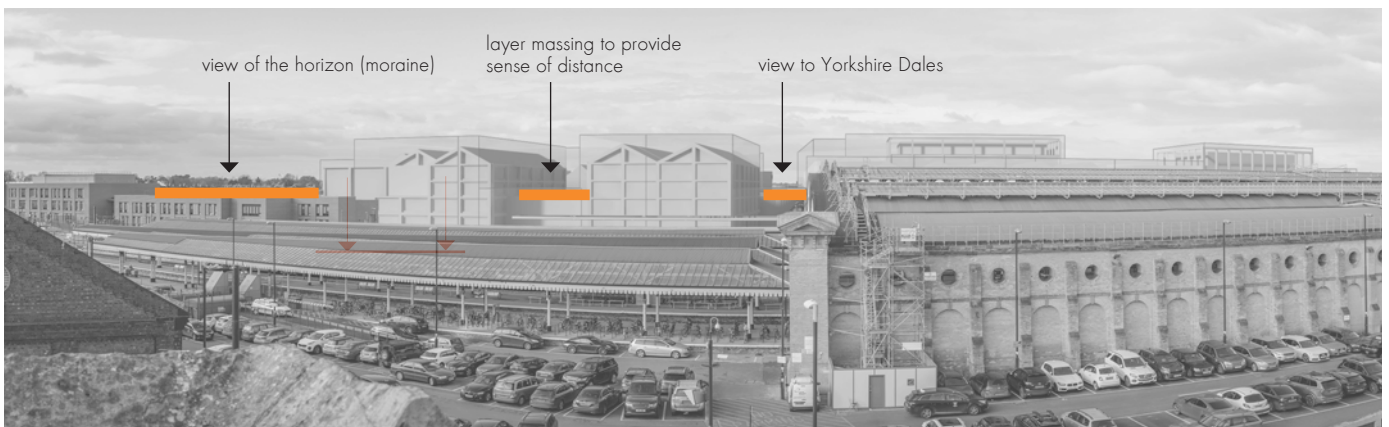 view of the horizon (moraine)
layer massing to provide
sense of distance
view to Yorkshire Dales